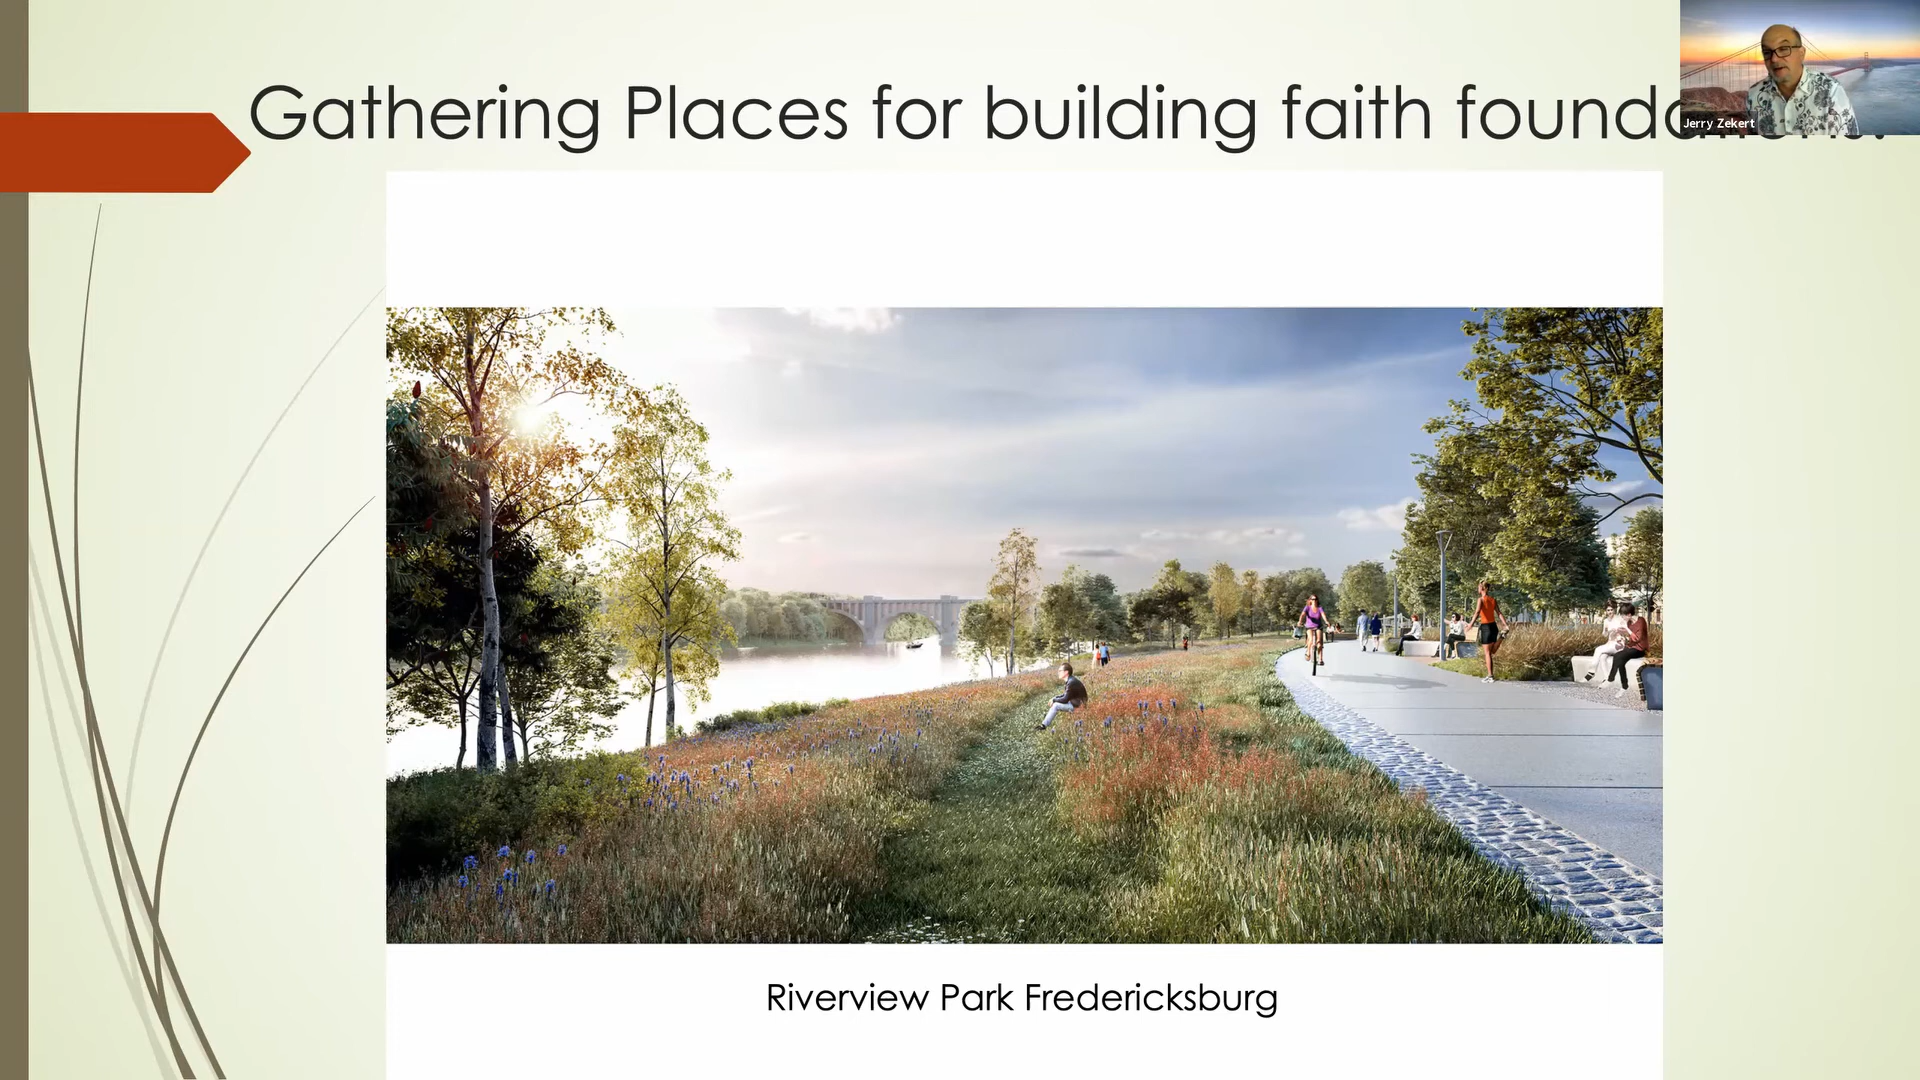 Gathering Places for building faith
Jerry Zekert
Riverview Park Fredericksburg